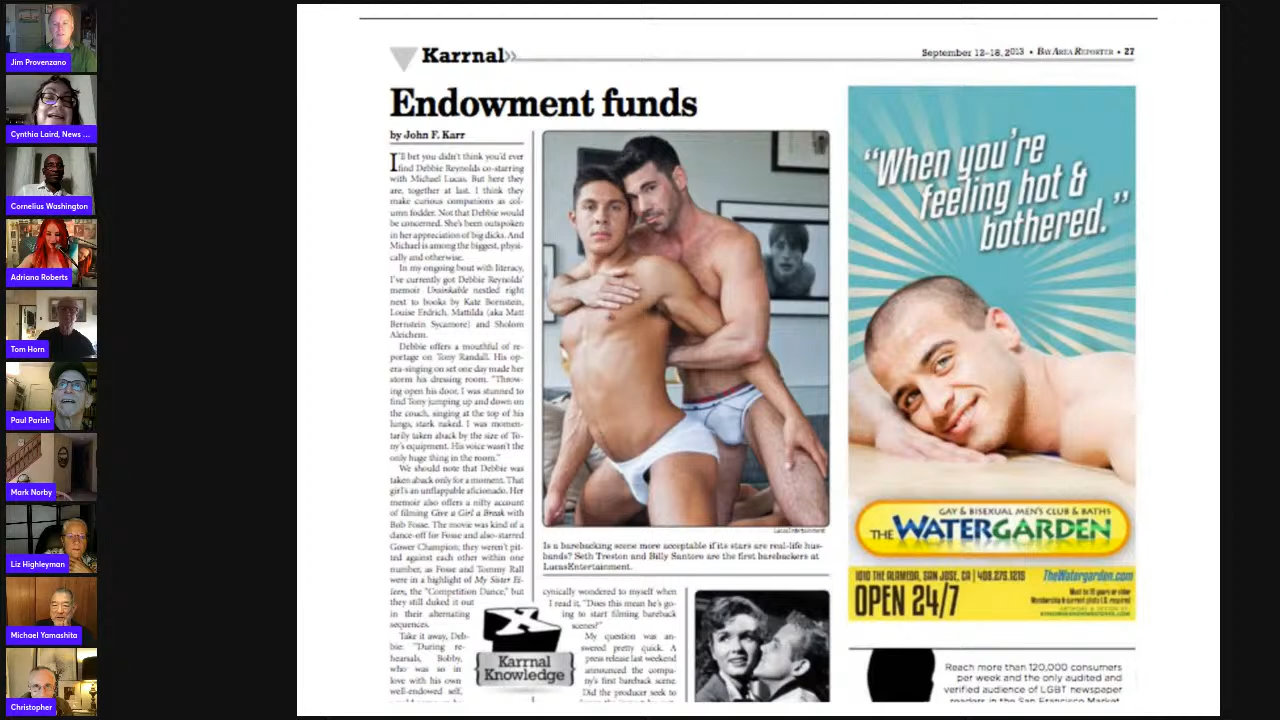 Jim Provenzano
Cynthia Laird, News ...
Cornelius Washington
Adriana Roberts
Tom Horn
Paul Parish
Mark Norby
Liz Highleyman
Michael Yamashita
Christopher
Karrnal»
September 12-18, 2013 • BAY AREA REPORTER • 27
Endowment funds
by John F. Karr
I'll bet you didn't think you'd ever
find Debbie Reynolds co-starring
with Michael Lucas. But here they
are, together at last. I think they
make curious companions as col-
umn fodder. Not that Debbie would
be concerned. She's been outspoken
in her appreciation of big dicks. And
Michael is among the biggest, physi-
cally and otherwise.
In my ongoing bout with literacy,
I've currently got Debbie Reynolds'
memoir Unsinkable nestled right
next to books by Kate Bornstein,
Louise Erdrich, Mattilda (aka Matt
Bernstein Sycamore) and Sholom
Aleichem.
Debbie offers a mouthful of re-
portage on Tony Randall. His op-
era-singing on set one day made her
storm his dressing room. "Throw-
ing open his door, I was stunned to
find Tony jumping up and down on
the couch, singing at the top of his
lungs, stark naked. I was momen-
tarily taken aback by the size of To-
ny's equipment. His voice wasn't the
only huge thing in the room."
We should note that Debbie was
taken aback only for a moment. That
girl's an unflappable aficionado. Her
memoir also offers a nifty account
of filming Give a Girl a Break with
Bob Fosse. The movie was kind of a
dance-off for Fosse and also-starred
Gower Champion; they weren't pit-
ted against each other within one
number, as Fosse and Tommy Rall
were in a highlight of My Sister Ei-
leen, the "Competition Dance," but
they still duked it out
in their alternating
sequences.
Take it away, Deb-
bie: "During re-
hearsals, Bobby,
who was so in
love with his own
well-endowed self,
LucasEntertainment
Is a barebacking scene more acceptable if its stars are real-life hus-
bands? Seth Treston and Billy Santoro are the first barebackers at
LucasEntertainment.
X
Karrnal
Knowledge
cynically wondered to myself when
I read it, "Does this mean he's go-
ing to start filming bareback
scenes?"
My question was an-
swered pretty quick. A
press release last weekend
announced the compa-
ny's first bareback scene.
Did the producer seek to
"When you're
feeling hot &
bothered."
GAY & BISEXUAL MEN'S CLUB & BATHS
THE WATERGARDEN
1010 THE ALAMEDA, SAN JOSE, CA | 408.275.1215
OPEN 24/7
TheWatergarden.com
Must be 18 years or older
Reach more than 120,000 consumers
per week and the only audited and
verified audience of LGBT newspaper
readers in the San Francisco Market.